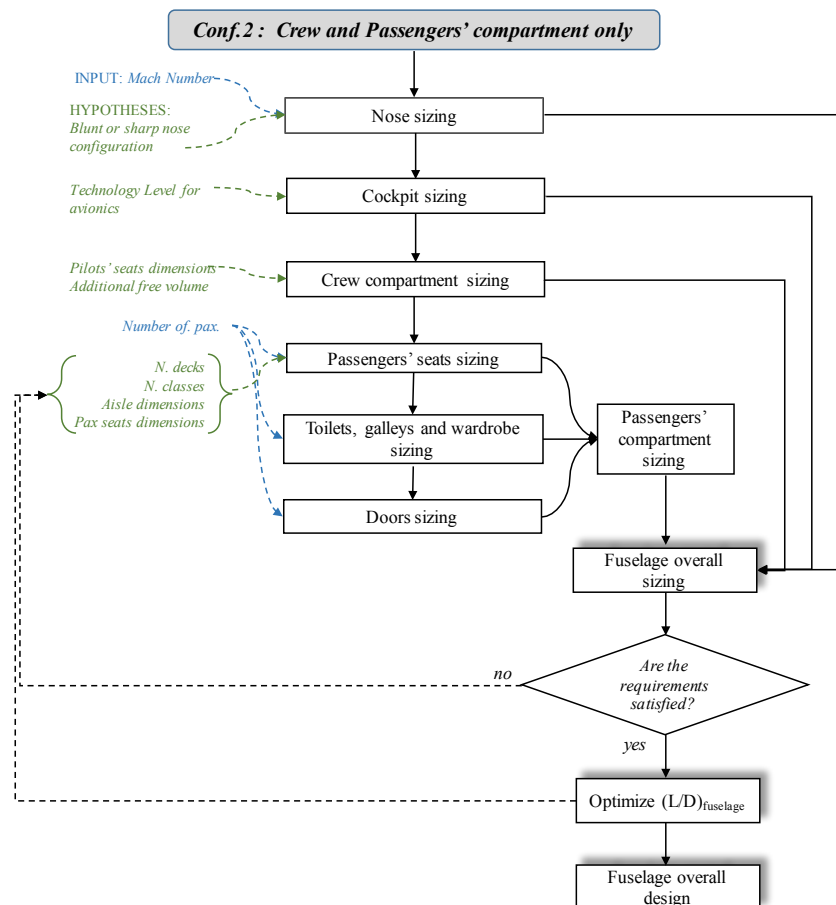 Conf.2 : Crew and Passengers' compartment only
INPUT: Mach Number
HYPOTHESES:
Blunt or sharp nose
configuration
Nose sizing
Technology Level for
avionics
Cockpit sizing
Pilots' seats dimensions
Additional free volume
Crew compartment sizing
Number of. pax.
N. decks
N. classes
Aisle dimensions
Pax seats dimensions
Passengers' seats sizing
Toilets, galleys and wardrobe
sizing
Doors sizing
Passengers'
compartment
sizing
Fuselage overall
sizing
Are the
requirements
satisfied?
no
yes
Optimize (L/D)fuselage
Fuselage overall
design